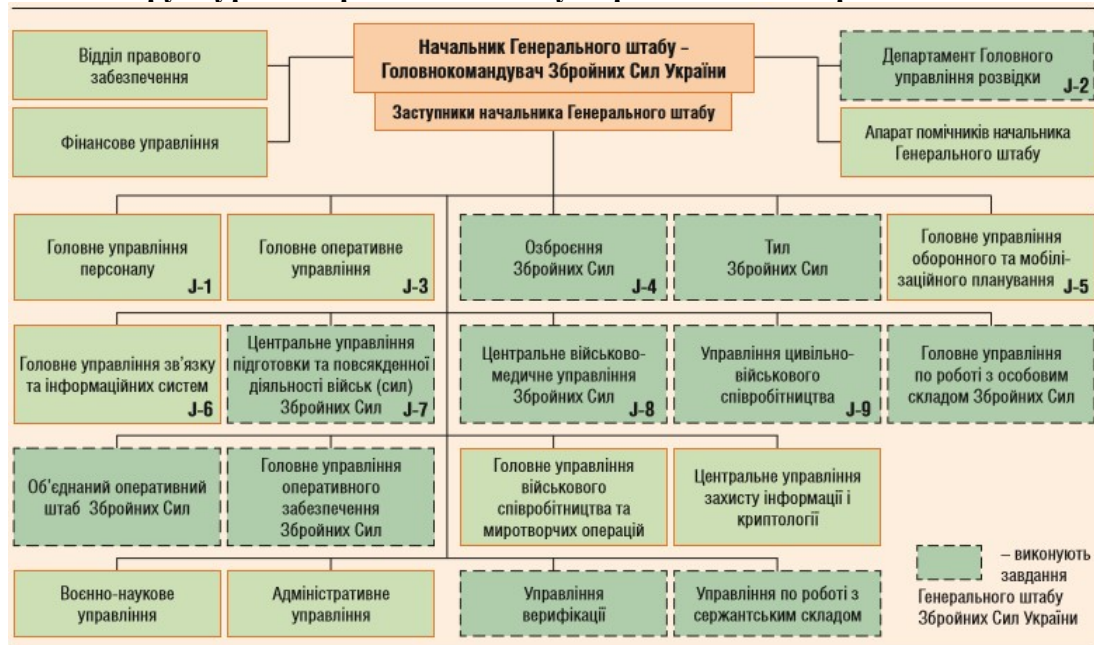 Відділ правового
забезпечення
Начальник Генерального штабу –
Головнокомандувач Збройних Сил України
Департамент Головного
управління розвідки
J-2
Заступники начальника Генерального штабу
Фінансове управління
Апарат помічників начальника
Генерального штабу
Головне управління
персоналу
J-1
Головне оперативне
управління
J-3
Озброєння
Збройних Сил
J-4
Тил
Збройних Сил
Головне управління
оборонного та мобілі-
заційного планування
J-5
Головне управління зв’язку
та інформаційних систем
J-6
Центральне управління
підготовки та повсякденної
діяльності військ (сил)
Збройних Сил J-7
Центральне військово-
медичне управління
Збройних Сил J-8
Управління цивільно-
військового
співробітництва J-9
Головне управління
по роботі з особовим
складом Збройних Сил
Об’єднаний оперативний
штаб Збройних Сил
Головне управління
оперативного
забезпечення
Збройних Сил
Головне управління
військового
співробітництва та
миротворчих операцій
Центральне управління
захисту інформації і
криптології
Воєнно-наукове
управління
Адміністративне
управління
Управління
верифікації
Управління по роботі з
сержантським складом
– виконують
завдання
Генерального штабу
Збройних Сил України